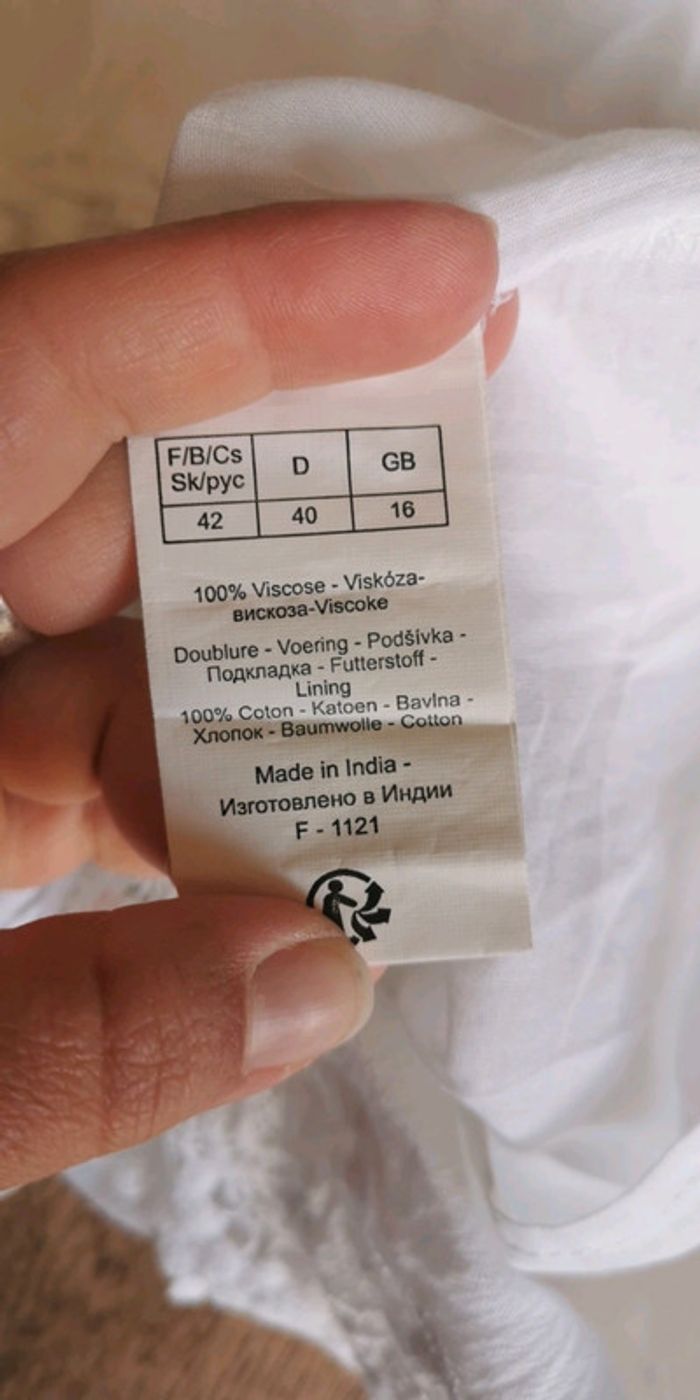 F/B/Cs D GB
Sk/рус
42 40 16
100% Viscose - Viskóza-
вискоза-Viscoke
Doublure - Voering - Podšívka -
Подкладка - Futterstoff -
Lining
100% Coton - Katoen - Bavlna -
Хлопок - Baumwolle - Cotton
Made in India -
Изготовлено в Индии
F - 1121